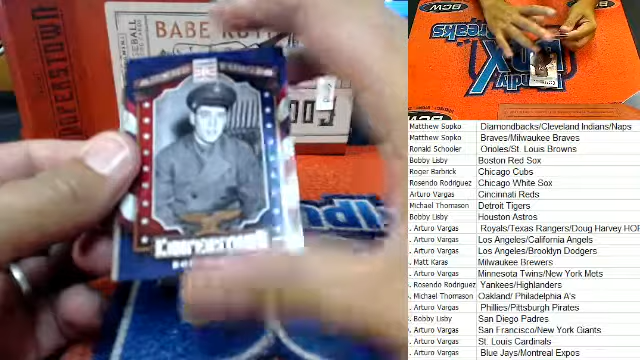 BCW
BCW
BABE RUTH
BASEBALL
COOPERSTOWN
COOPERSTOWN
Matthew Sopko Diamondbacks/Cleveland Indians/Naps
Matthew Sopko Braves/Milwaukee Braves
Ronald Schooler Orioles/St. Louis Browns
Bobby Lisby Boston Red Sox
Roger Barbrick Chicago Cubs
Rosendo Rodriguez Chicago White Sox
Arturo Vargas Cincinnati Reds
Michael Thomason Detroit Tigers
Bobby Lisby Houston Astros
. Arturo Vargas Royals/Texas Rangers/Doug Harvey HOF
Arturo Vargas Los Angeles/California Angels
. Arturo Vargas Los Angeles/Brooklyn Dodgers
. Matt Karas Milwaukee Brewers
. Arturo Vargas Minnesota Twins/New York Mets
. Rosendo Rodriguez Yankees/Highlanders
. Michael Thomason Oakland/ Philadelphia A's
. Arturo Vargas Phillies/Pittsburgh Pirates
. Bobby Lisby San Diego Padres
. Arturo Vargas San Francisco/New York Giants
. Arturo Vargas St. Louis Cardinals
. Arturo Vargas Blue Jays/Montreal Expos